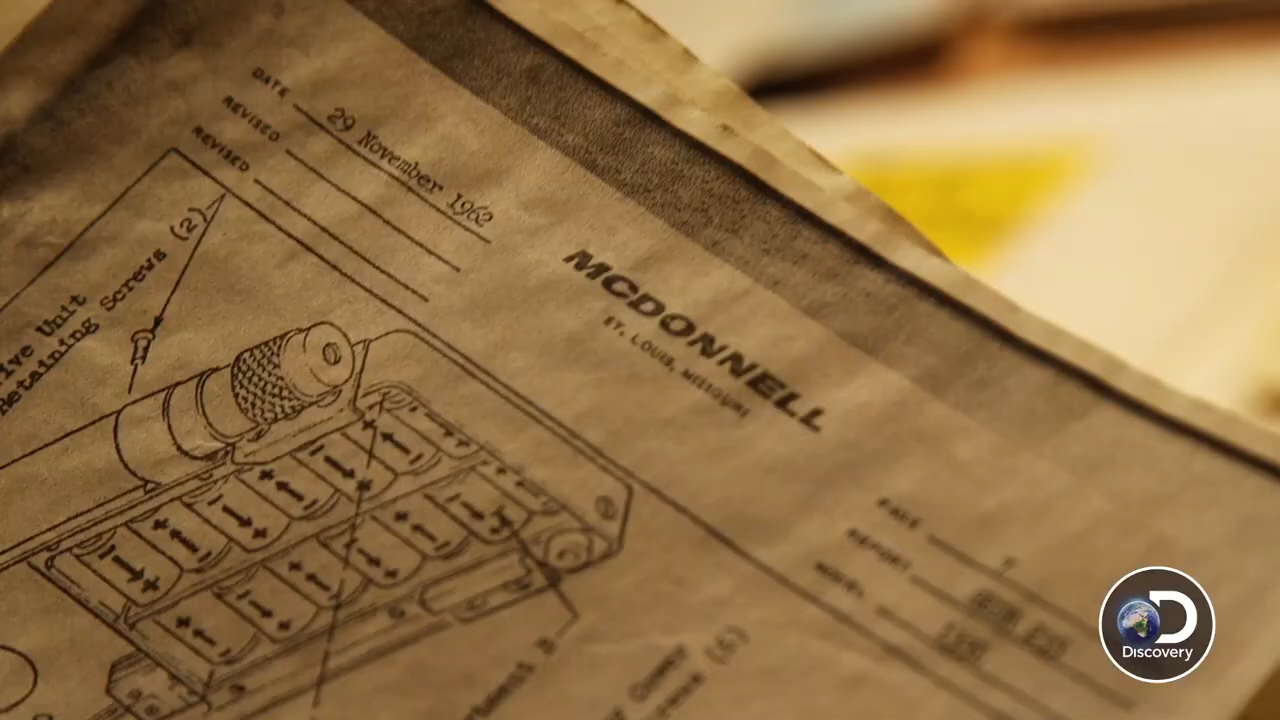 DATE 29 November 1962
REVISED
REVISED
MCDONNELL
ST. LOUIS, MISSOURI
ive Unit
Retaining Screws (2)
PAGE
REPORT
MODEL
Discovery